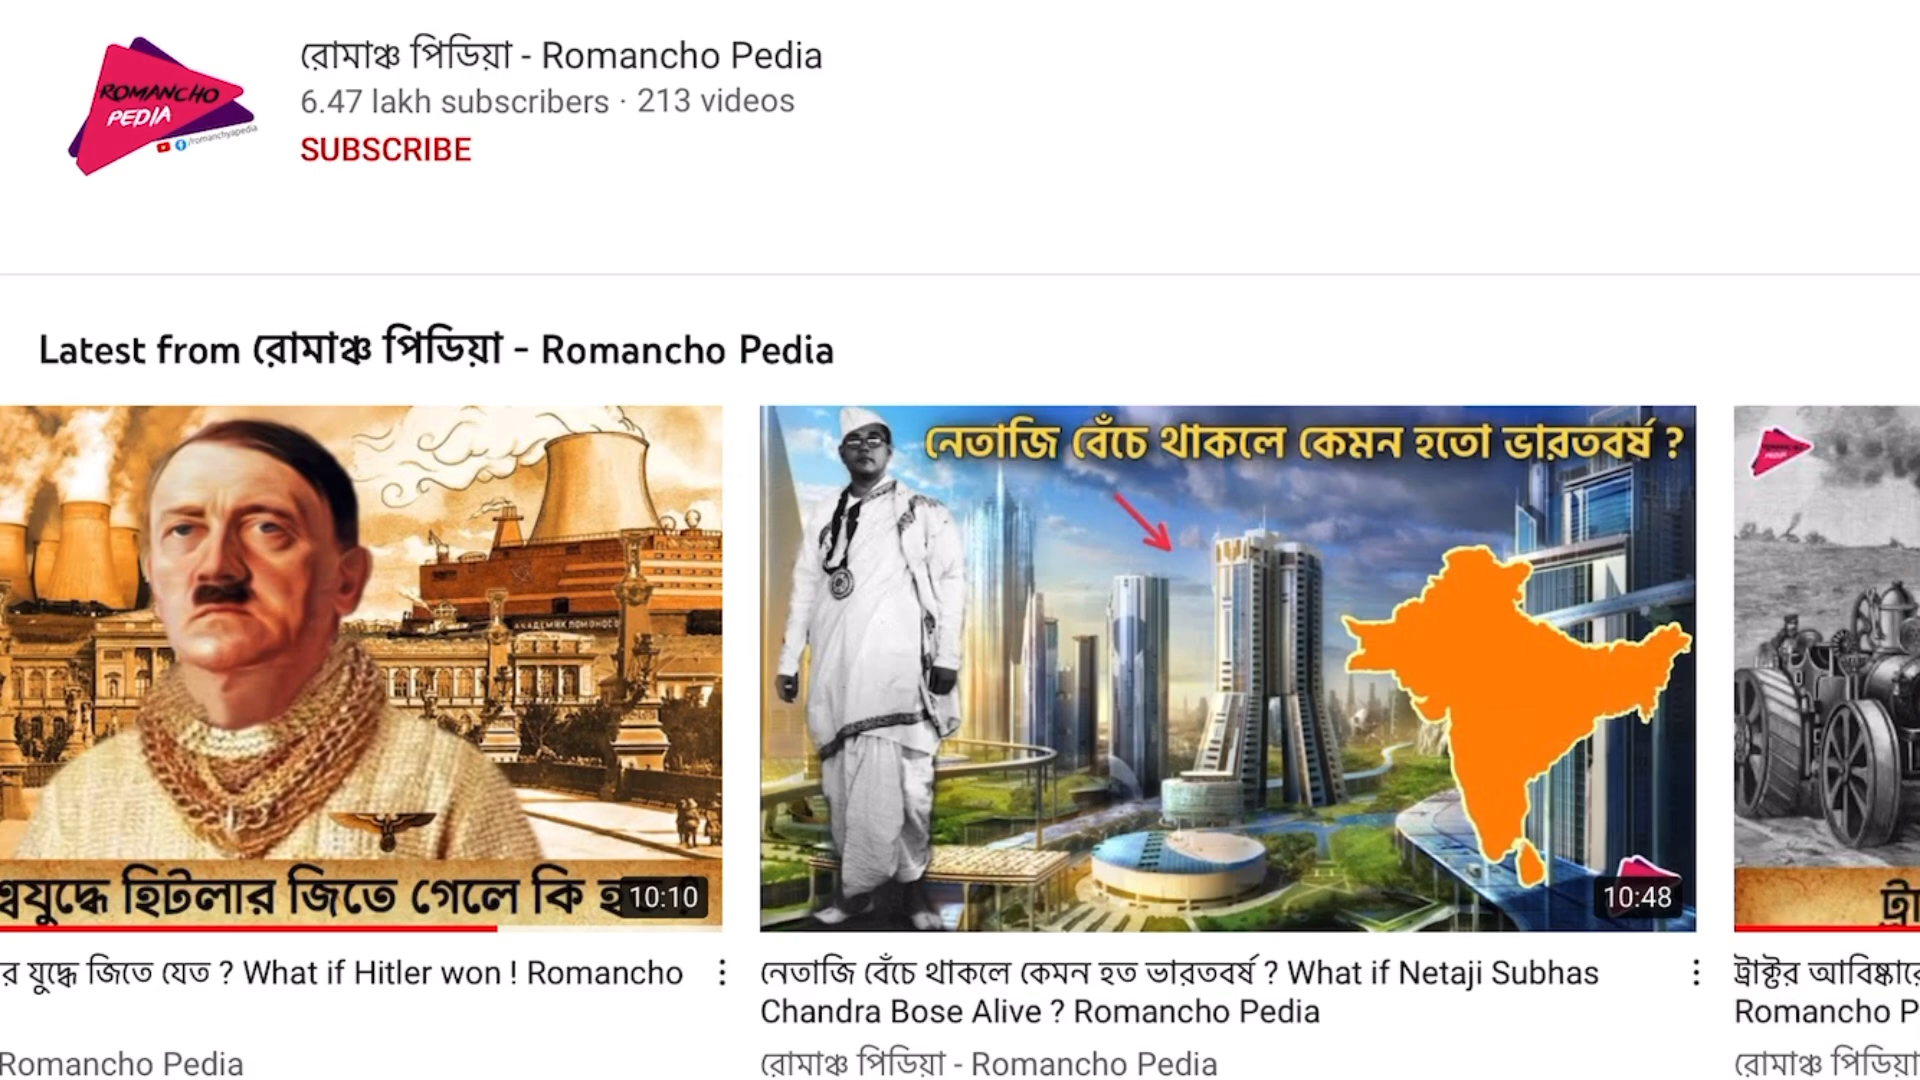 ROMANCHO
PEDIA
/romanchyapedia
রোমাঞ্চ পিডিয়া - Romancho Pedia
6.47 lakh subscribers · 213 videos
SUBSCRIBE
Latest from রোমাঞ্চ পিডিয়া - Romancho Pedia
হিটলার জিতে গেলে কি
10:10
নেতাজি বেঁচে থাকলে কেমন হতো ভারতবর্ষ ?
10:48
র যুদ্ধে জিতে যেত ? What if Hitler won ! Romancho
Romancho Pedia
নেতাজি বেঁচে থাকলে কেমন হত ভারতবর্ষ ? What if Netaji Subhas
Chandra Bose Alive ? Romancho Pedia
রোমাঞ্চ পিডিয়া - Romancho Pedia
ট্রাক্টর
Romancho P
রোমাঞ্চ পিডিয়া